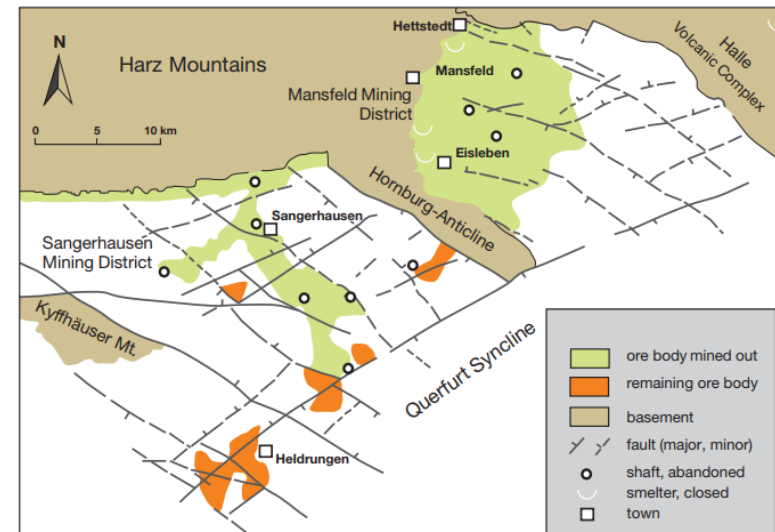 Hettstedt
Halle
Volcanic Complex
N
Harz Mountains
Mansfeld
Mansfeld Mining
District
0 5 10 km
Eisleben
Hornburg-Anticline
Sangerhausen
Sangerhausen
Mining District
Kyffhäuser Mt.
Querfurt Syncline
Heldrungen
ore body mined out
remaining ore body
basement
fault (major, minor)
shaft, abandoned
smelter, closed
town